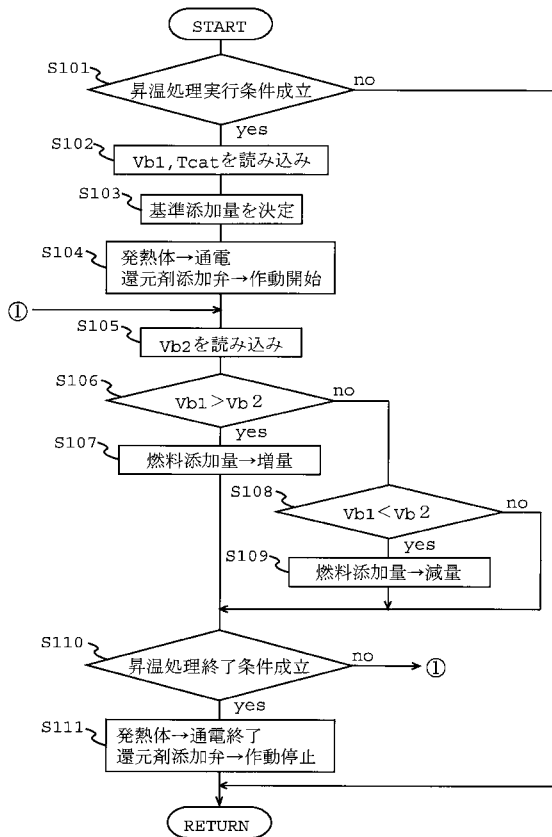 START
S101
昇温処理実行条件成立
no
yes
S102
Vb1,Tcatを読み込み
S103
基準添加量を決定
S104
発熱体→通電
還元剤添加弁→作動開始
①
S105
Vb2を読み込み
S106
Vb1>Vb2
no
yes
S107
燃料添加量→増量
S108
Vb1<Vb2
no
yes
S109
燃料添加量→減量
S110
昇温処理終了条件成立
no
①
yes
S111
発熱体→通電終了
還元剤添加弁→作動停止
RETURN